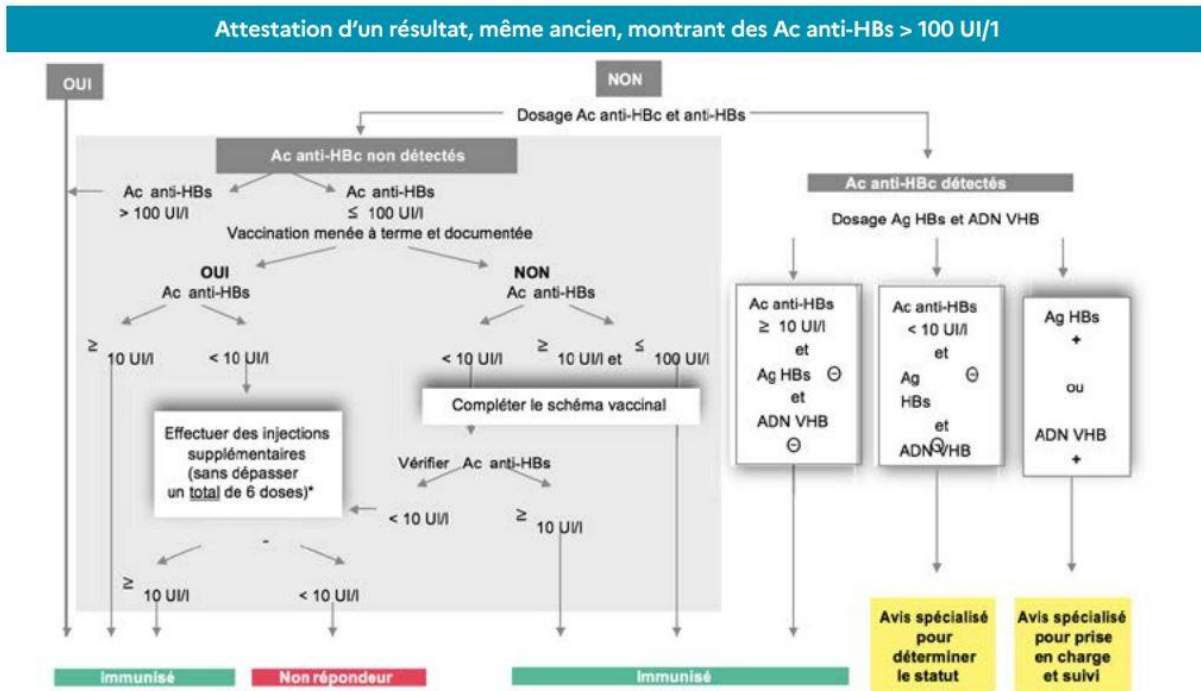 Attestation d'un résultat, même ancien, montrant des Ac anti-HBs > 100 UI/1
OUI
NON
Dosage Ac anti-HBc et anti-HBs
Ac anti-HBc non détectés
Ac anti-HBs
> 100 UI/l
Ac anti-HBs
≤ 100 UI/l
Vaccination menée à terme et documentée
OUI
Ac anti-HBs
NON
Ac anti-HBs
≥ 10 UI/l
< 10 UI/l
< 10 UI/l
≥ 10 UI/l et ≤ 100 UI/l
Effectuer des injections
supplémentaires
(sans dépasser
un total de 6 doses)*
Compléter le schéma vaccinal
Vérifier Ac anti-HBs
< 10 UI/l
≥ 10 UI/l
-
≥ 10 UI/l
< 10 UI/l
Ac anti-HBc détectés
Dosage Ag HBs et ADN VHB
Ac anti-HBs
≥ 10 UI/l
et
Ag HBs ⊖
et
ADN VHB
⊖
Ac anti-HBs
< 10 UI/l
et
Ag ⊖
HBs
et
ADN VHB
⊖
Ag HBs
+
ou
ADN VHB
+
Immunisé
Non répondeur
Immunisé
Avis spécialisé
pour
déterminer
le statut
Avis spécialisé
pour prise
en charge
et suivi